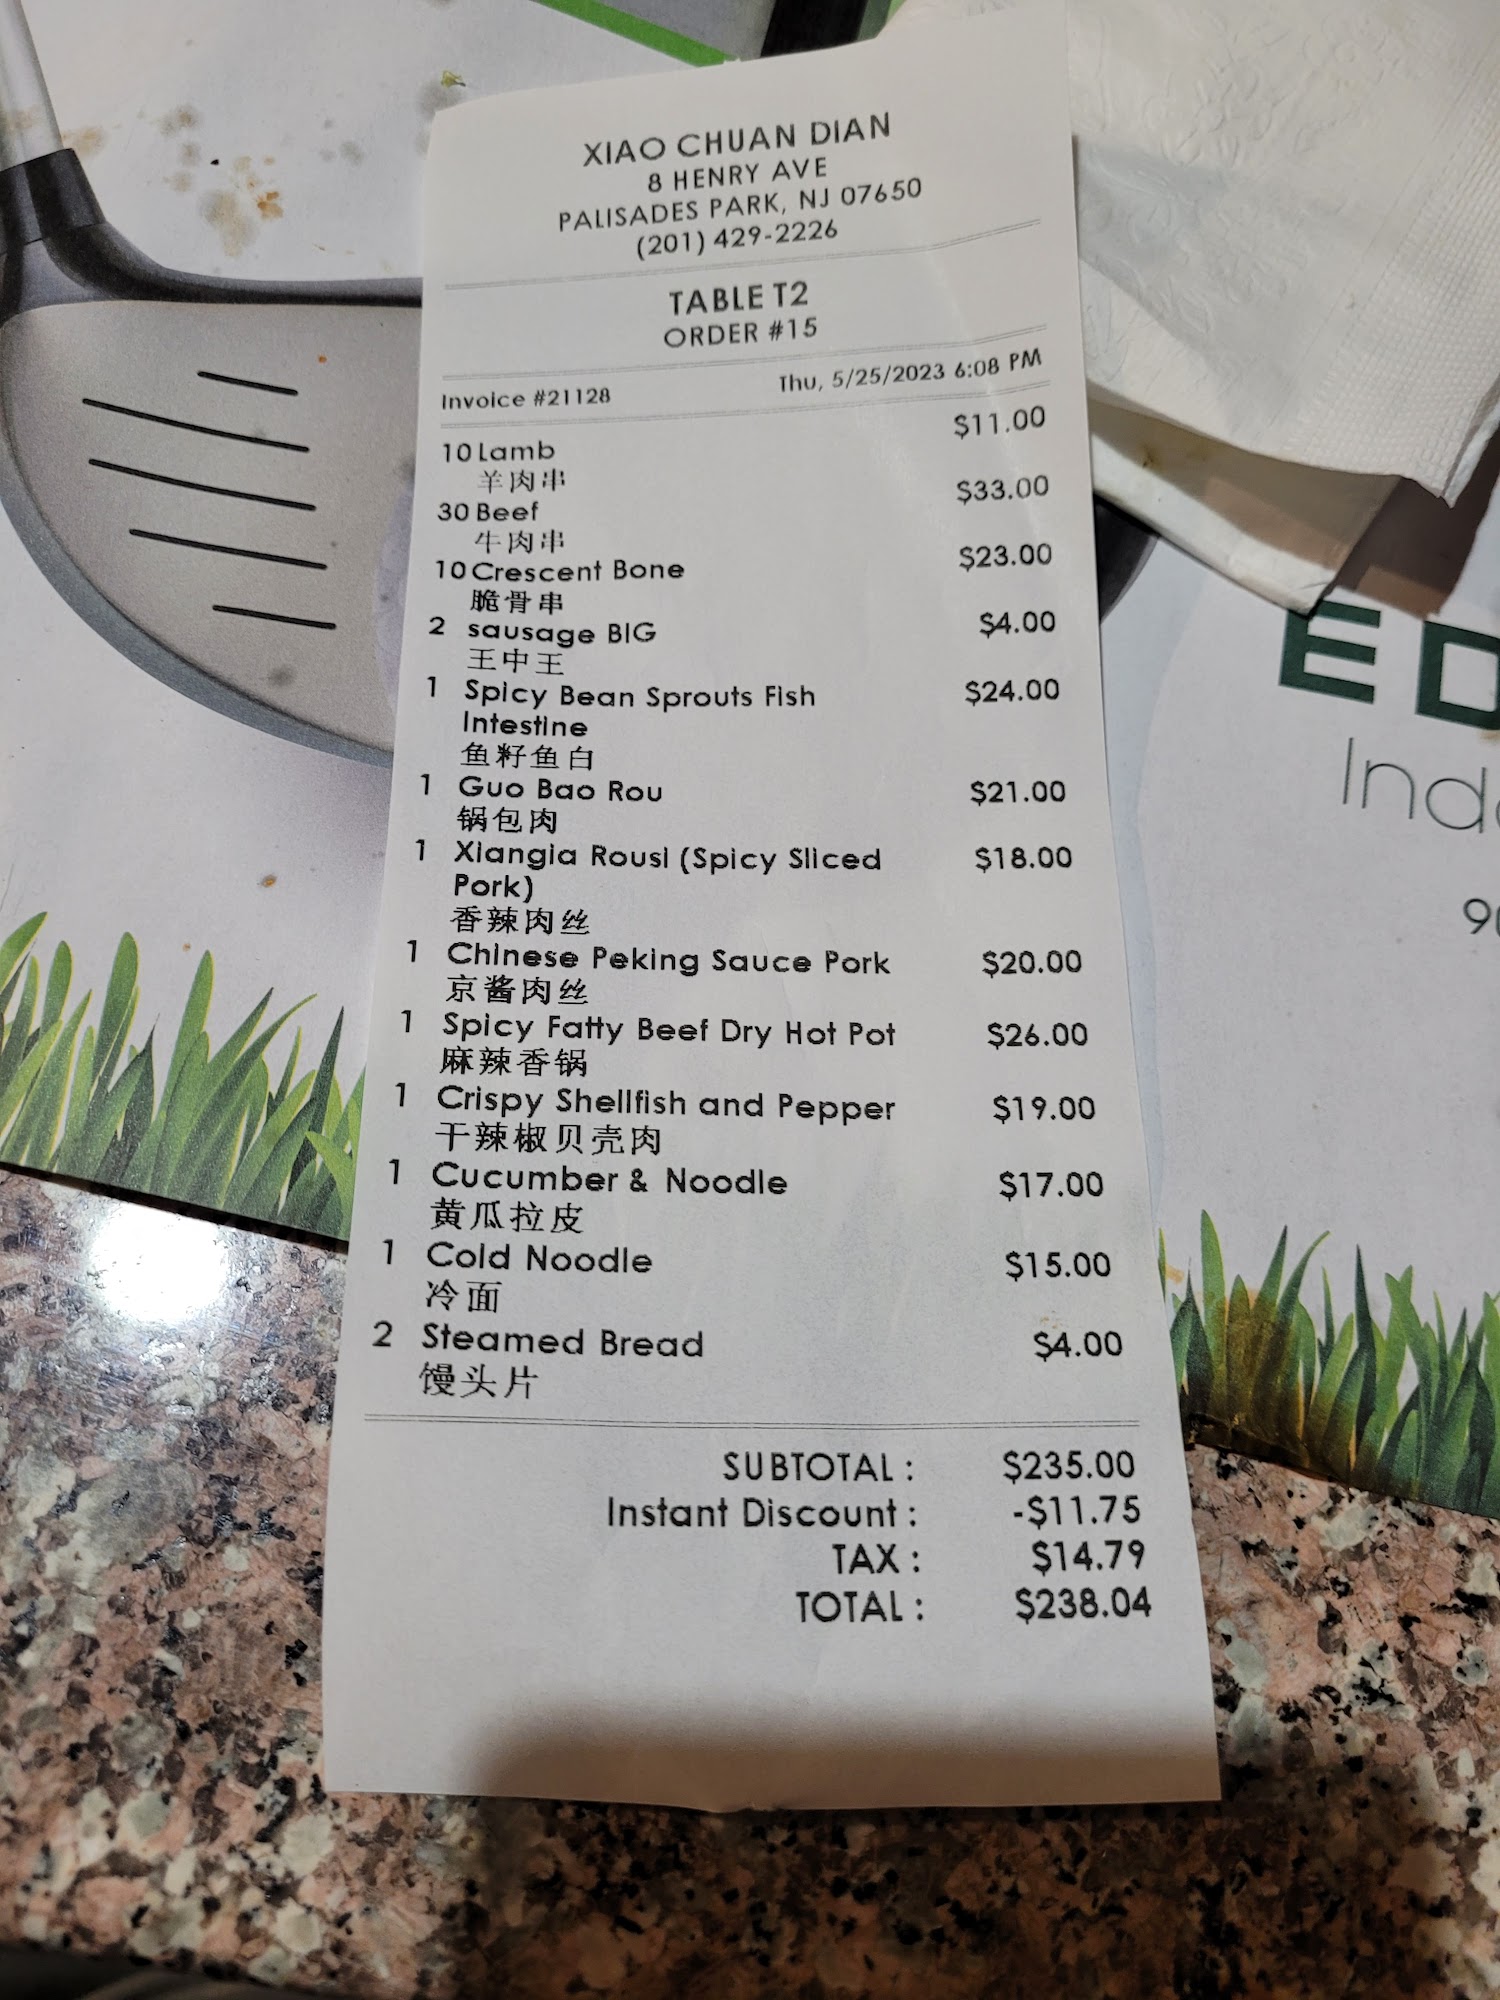 XIAO CHUAN DIAN
8 HENRY AVE
PALISADES PARK, NJ 07650
(201) 429-2226
TABLE T2
ORDER #15
Invoice #21128 Thu, 5/25/2023 6:08 PM
10 Lamb $11.00
羊肉串
30 Beef $33.00
牛肉串
10 Crescent Bone $23.00
脆骨串
2 sausage BIG $4.00
王中王
1 Spicy Bean Sprouts Fish $24.00
Intestine
鱼籽鱼白
1 Guo Bao Rou $21.00
锅包肉
1 Xiangia Rousi (Spicy Sliced $18.00
Pork)
香辣肉丝
1 Chinese Peking Sauce Pork $20.00
京酱肉丝
1 Spicy Fatty Beef Dry Hot Pot $26.00
麻辣香锅
1 Crispy Shellfish and Pepper $19.00
干辣椒贝壳肉
1 Cucumber & Noodle $17.00
黄瓜拉皮
1 Cold Noodle $15.00
冷面
2 Steamed Bread $4.00
馒头片
SUBTOTAL : $235.00
Instant Discount : -$11.75
TAX : $14.79
TOTAL : $238.04
ED
Ind